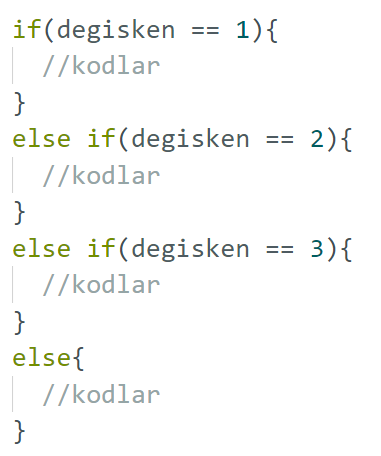 if(degisken == 1){
//kodlar
}
else if(degisken == 2){
//kodlar
}
else if(degisken == 3){
//kodlar
}
else{
//kodlar
}